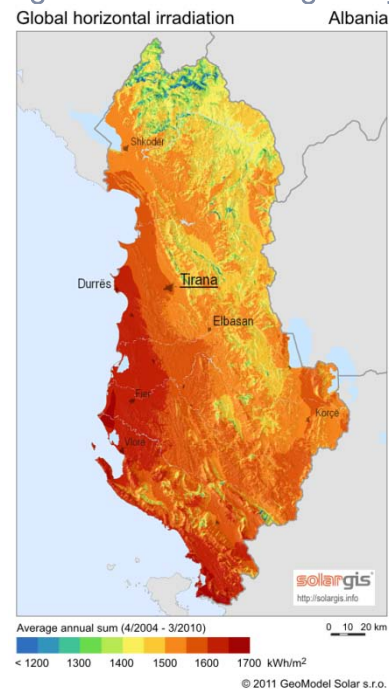 Global horizontal irradiation Albania
Shkodër
Durrës
Tirana
Elbasan
Fier
Korçë
Vlorë
solargis
http://solargis.info
Average annual sum (4/2004 - 3/2010) 0 10 20 km
< 1200 1300 1400 1500 1600 1700 kWh/m2
© 2011 GeoModel Solar s.r.o.